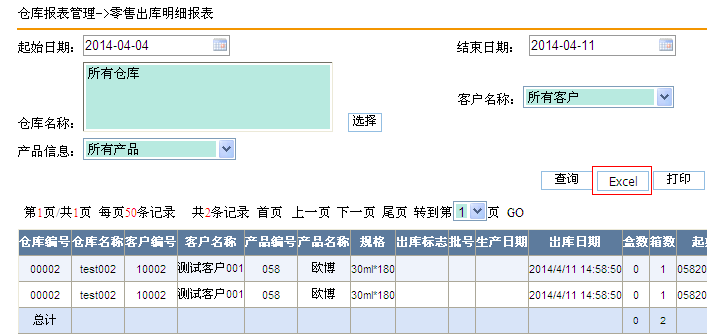 仓库报表管理->零售出库明细报表
起始日期: 2014-04-04 结束日期: 2014-04-11
所有仓库
仓库名称: 选择 客户名称: 所有客户
产品信息: 所有产品
查询 Excel 打印
第1页/共1页 每页50条记录 共2条记录 首页 上一页 下一页 尾页 转到第 1 页 GO
仓库编号 仓库名称 客户编号 客户名称 产品编号 产品名称 规格 出库标志 批号 生产日期 出库日期 盒数 箱数 起
00002 test002 10002 测试客户001 058 欧博 30ml*180 2014/4/11 14:58:50 0 1 05820
00002 test002 10002 测试客户001 058 欧博 30ml*180 2014/4/11 14:58:50 0 1 05820
总计 0 2